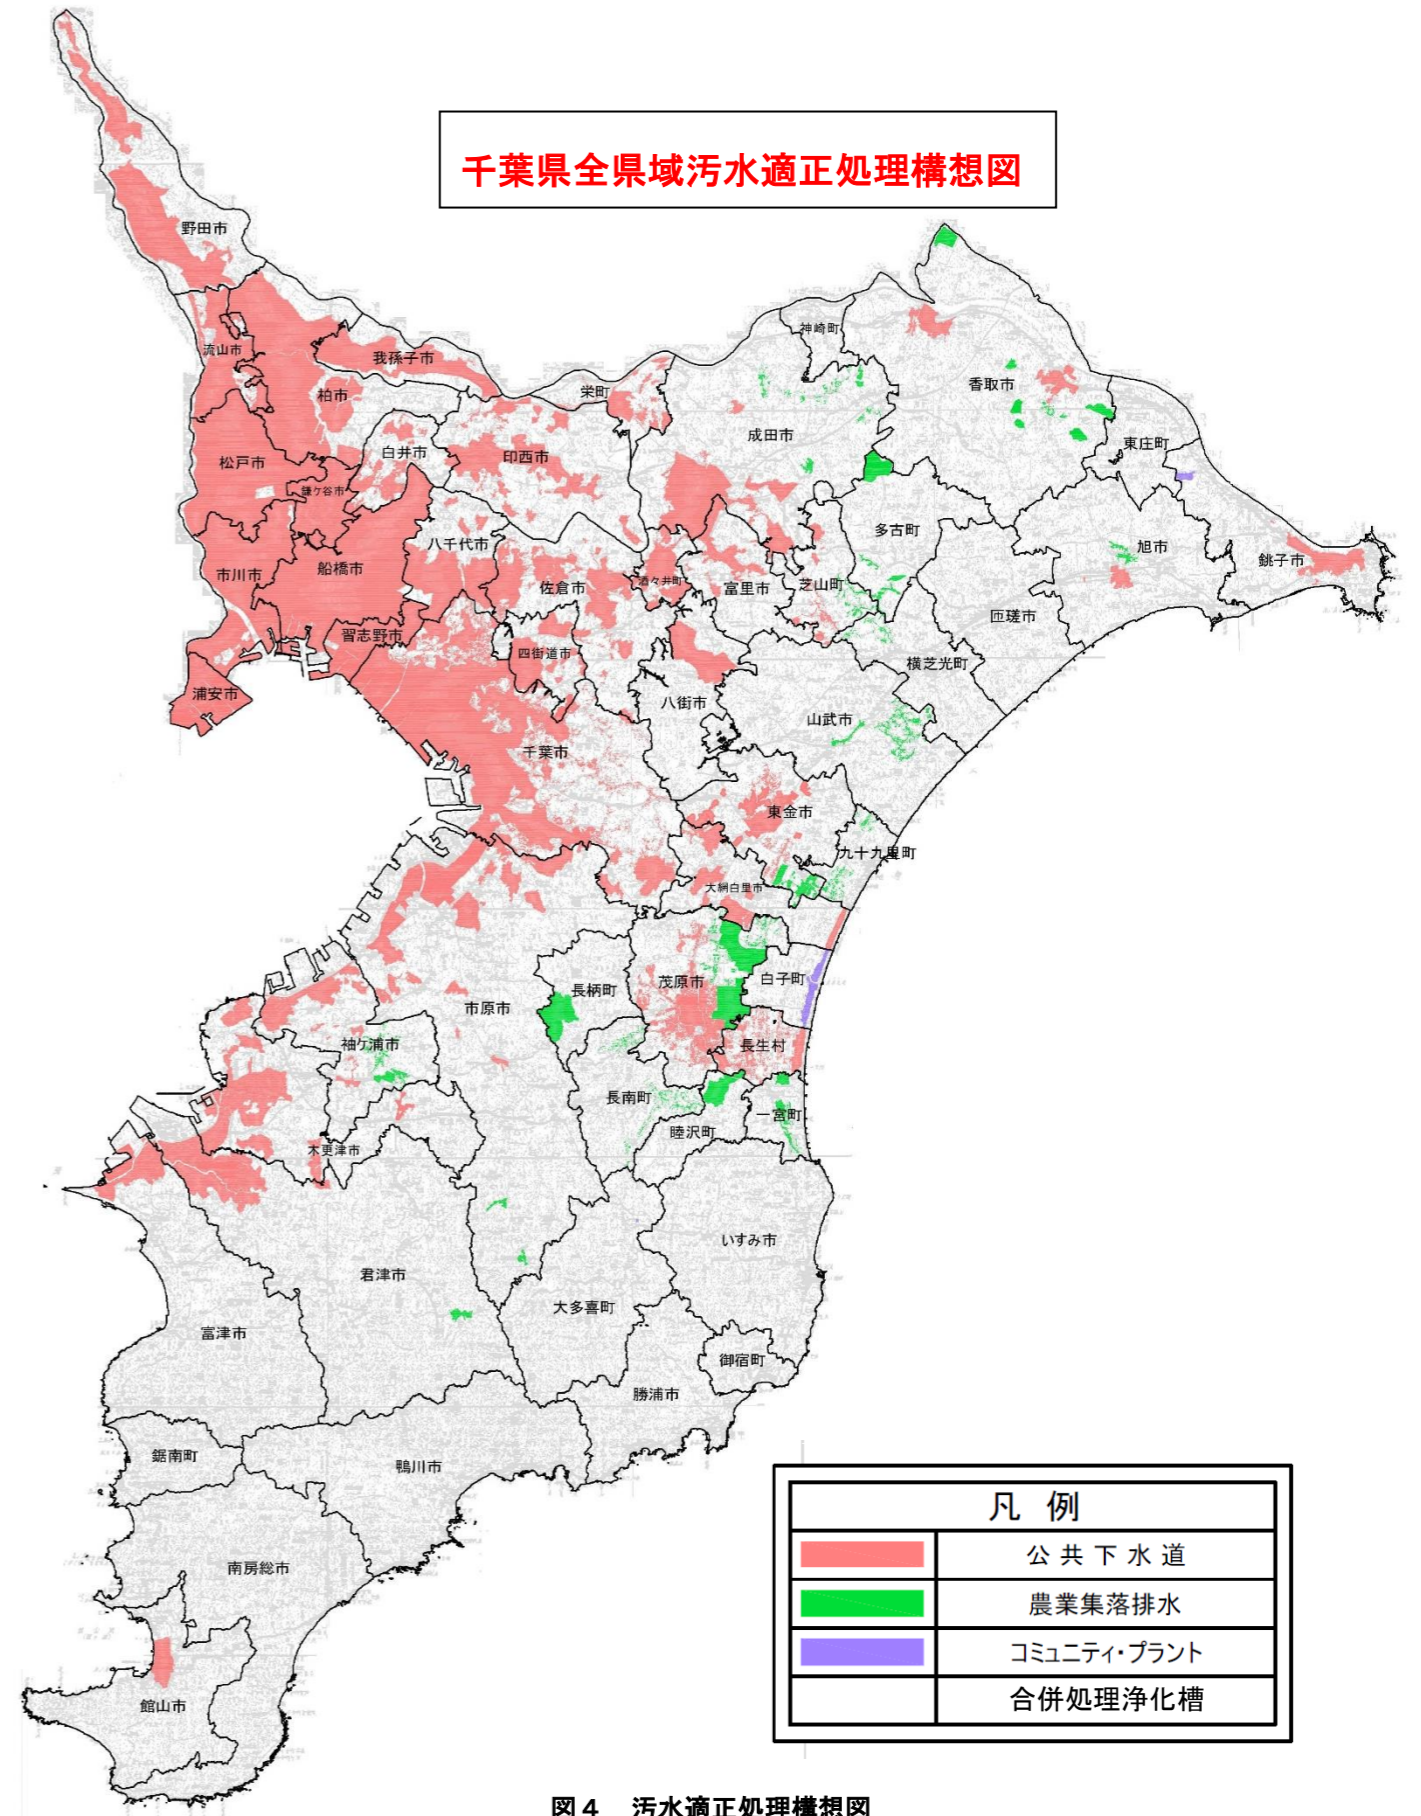 千葉県全県域汚水適正処理構想図
野田市
神崎町
流山市
我孫子市
柏市
栄町
香取市
成田市
東庄町
松戸市
白井市
印西市
鎌ケ谷市
多古町
八千代市
旭市
銚子市
市川市
船橋市
佐倉市
酒々井町
富里市
芝山町
匝瑳市
習志野市
四街道市
横芝光町
浦安市
八街市
山武市
千葉市
東金市
九十九里町
大網白里市
茂原市
白子町
長柄町
市原市
袖ケ浦市
長生村
長南町
一宮町
睦沢町
木更津市
いすみ市
君津市
大多喜町
富津市
御宿町
勝浦市
鋸南町
鴨川市
南房総市
館山市
凡 例
公 共 下 水 道
農業集落排水
コミュニティ・プラント
合併処理浄化槽
図4 汚水適正処理構想図